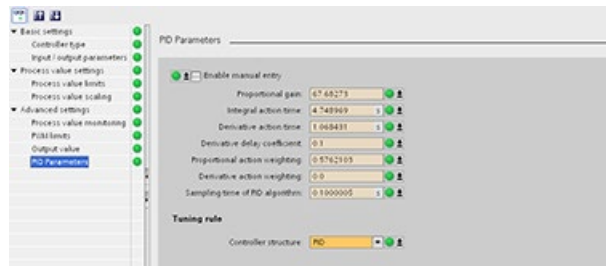 Basic settings
Controller type
Input / output parameters
Process value settings
Process value limits
Process value scaling
Advanced settings
Process value monitoring
PWM limits
Output value
PID Parameters
PID Parameters
Enable manual entry
Proportional gain: 67.68273
Integral action time: 4.748969 s
Derivative action time: 1.068431 s
Derivative delay coefficient: 0.1
Proportional action weighting: 0.5762105
Derivative action weighting: 0.0
Sampling time of PID algorithm: 0.1000005 s
Tuning rule
Controller structure: PID